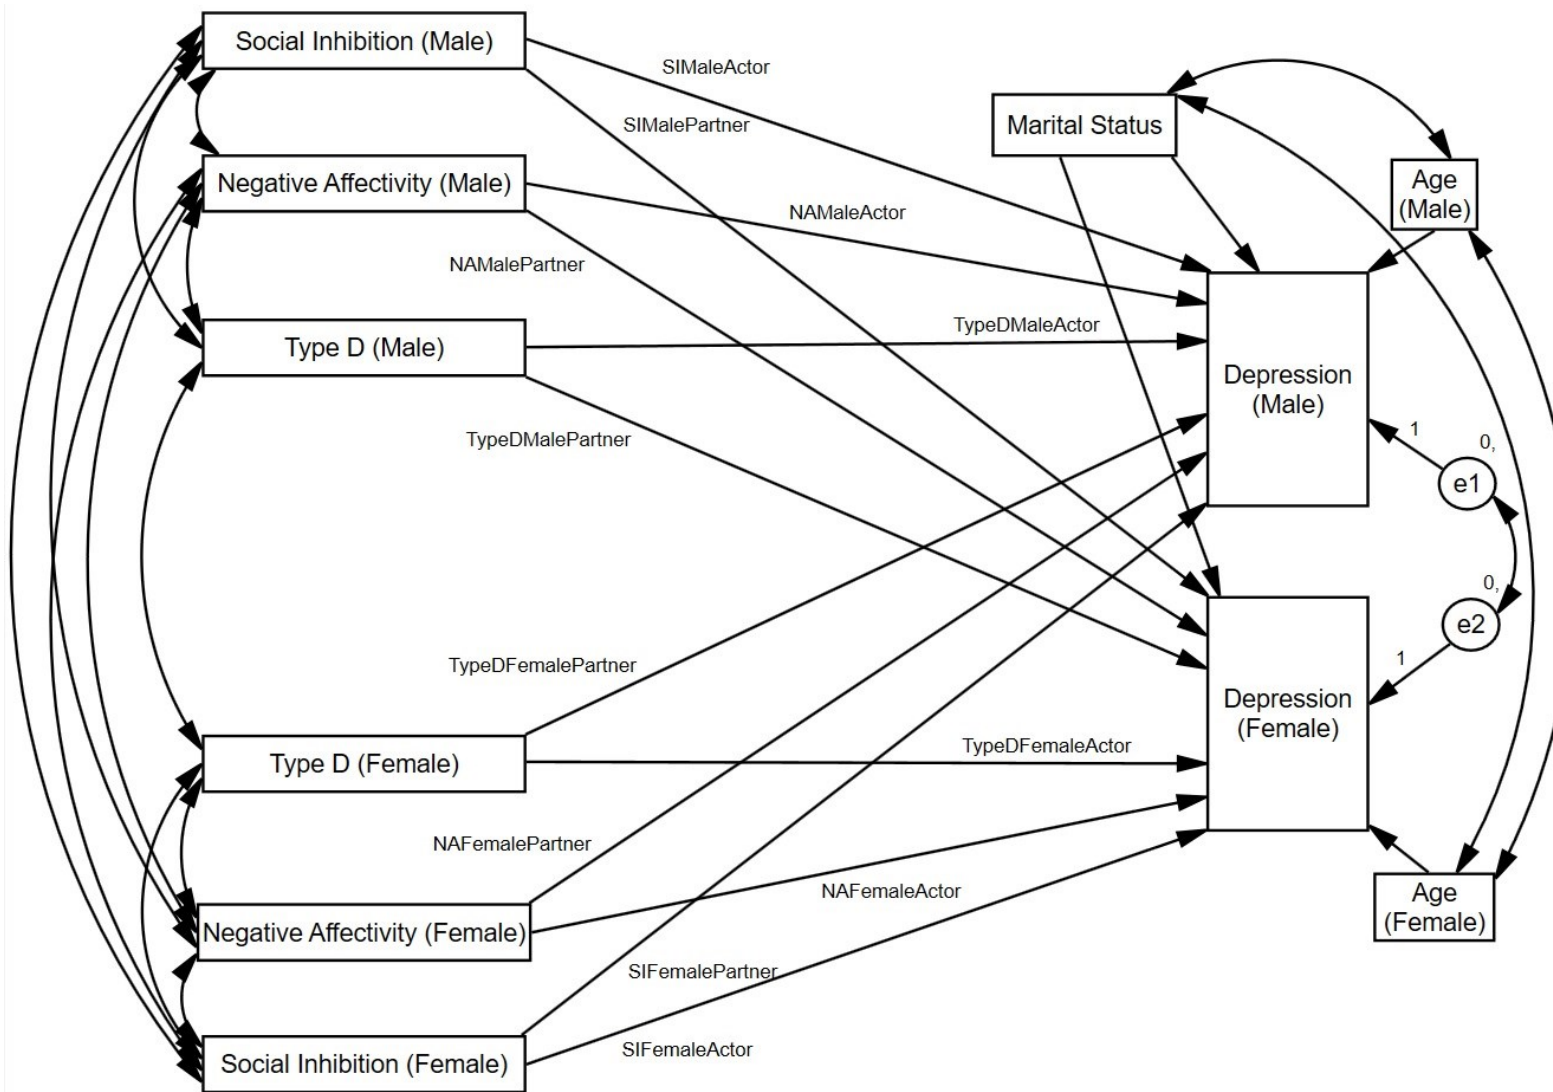 Social Inhibition (Male)
SIMaleActor
Marital Status
SIMalePartner
Negative Affectivity (Male)
Age
(Male)
NAMaleActor
NAMalePartner
Type D (Male)
TypeDMaleActor
Depression
(Male)
TypeDMalePartner
1
0,
e1
0,
e2
1
TypeDFemalePartner
Depression
(Female)
Type D (Female)
TypeDFemaleActor
NAFemalePartner
NAFemaleActor
Age
(Female)
Negative Affectivity (Female)
SIFemalePartner
SIFemaleActor
Social Inhibition (Female)